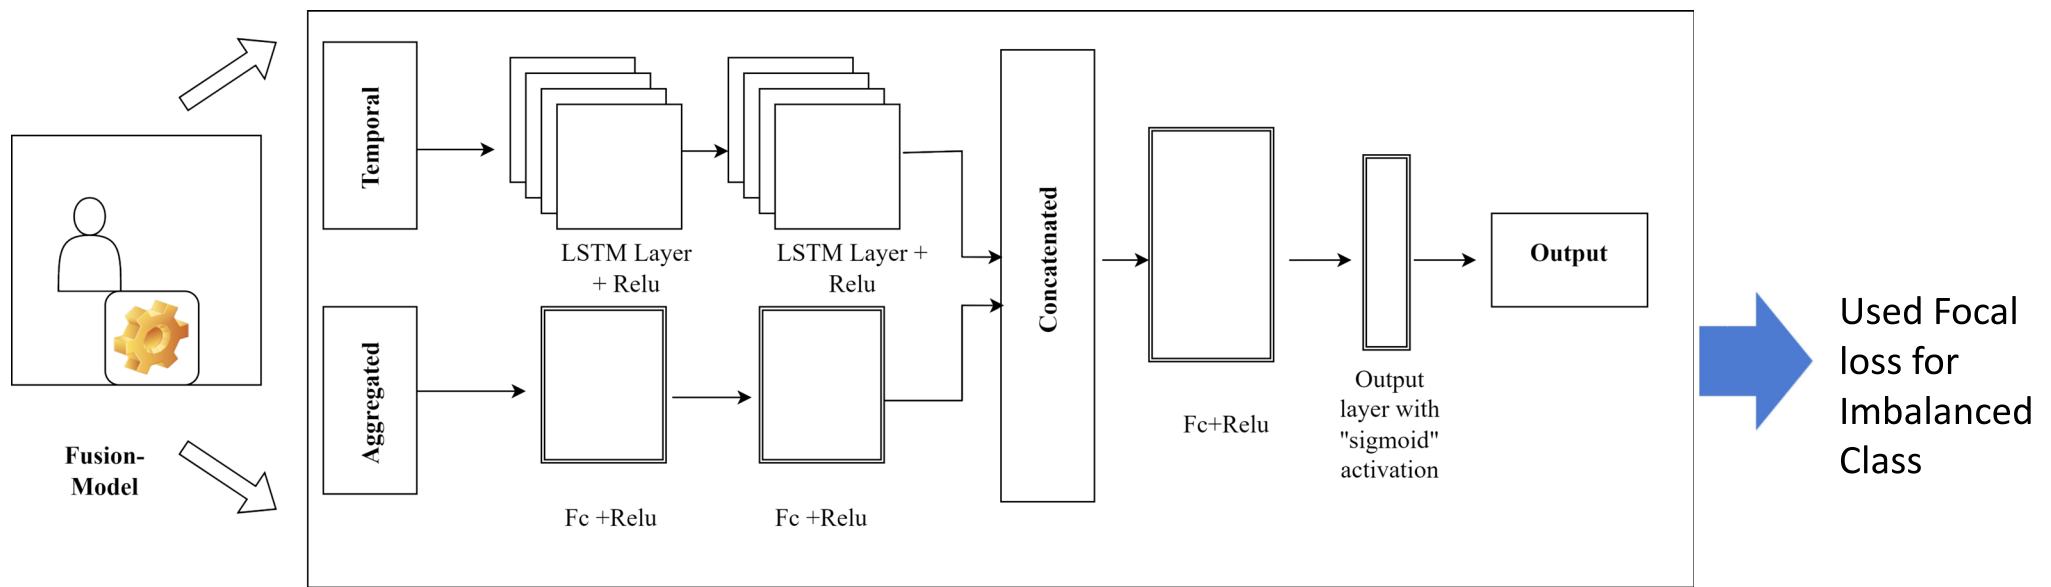 Temporal
LSTM Layer
+ Relu
LSTM Layer +
Relu
Aggregated
Fc +Relu
Fc +Relu
Concatenated
Fc+Relu
Output
layer with
"sigmoid"
activation
Output
Fusion-
Model
Used Focal
loss for
Imbalanced
Class